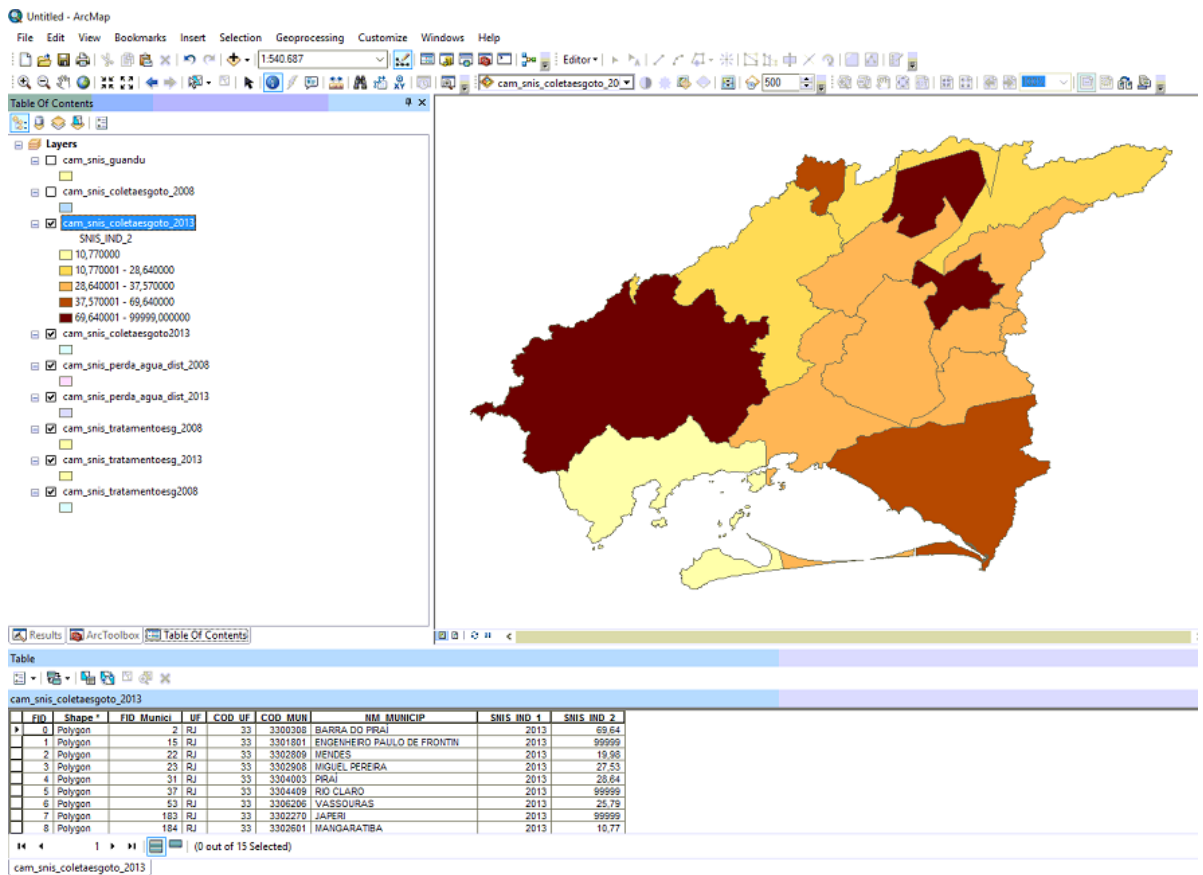 Untitled - ArcMap
File Edit View Bookmarks Insert Selection Geoprocessing Customize Windows Help
1:540.687 Editor
cam_snis_coletaesgoto_20 500
Table Of Contents
Layers
cam_snis_guandu
cam_snis_coletaesgoto_2008
cam_snis_coletaesgoto_2013
SNIS_IND_2
10,770000
10,770001 - 28,640000
28,640001 - 37,570000
37,570001 - 69,640000
69,640001 - 99999,000000
cam_snis_coletaesgoto2013
cam_snis_perda_agua_dist_2008
cam_snis_perda_agua_dist_2013
cam_snis_tratamentoesg_2008
cam_snis_tratamentoesg_2013
cam_snis_tratamentoesg2008
Results ArcToolbox Table Of Contents
Table
cam_snis_coletaesgoto_2013
FID Shape * FID_Munici UF COD_UF COD_MUN NM_MUNICIP SNIS_IND_1 SNIS_IND_2
0 Polygon 2 RJ 33 3300308 BARRA DO PIRAÍ 2013 69,64
1 Polygon 15 RJ 33 3301801 ENGENHEIRO PAULO DE FRONTIN 2013 99999
2 Polygon 22 RJ 33 3302809 MENDES 2013 19,98
3 Polygon 23 RJ 33 3302908 MIGUEL PEREIRA 2013 27,53
4 Polygon 31 RJ 33 3304003 PIRAÍ 2013 28,64
5 Polygon 37 RJ 33 3304409 RIO CLARO 2013 99999
6 Polygon 53 RJ 33 3306206 VASSOURAS 2013 25,79
7 Polygon 183 RJ 33 3302270 JAPERI 2013 99999
8 Polygon 184 RJ 33 3302601 MANGARATIBA 2013 10,77
1 (0 out of 15 Selected)
cam_snis_coletaesgoto_2013